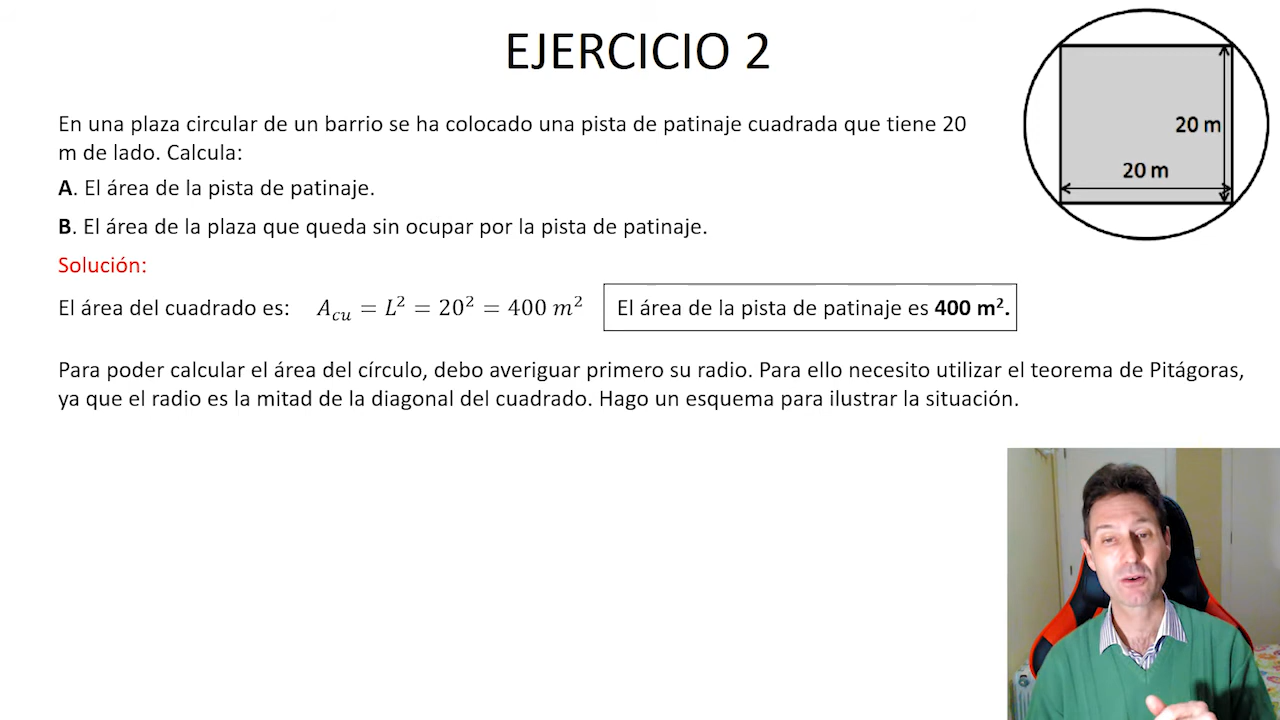 EJERCICIO 2
En una plaza circular de un barrio se ha colocado una pista de patinaje cuadrada que tiene 20
m de lado. Calcula:
A. El área de la pista de patinaje.
B. El área de la plaza que queda sin ocupar por la pista de patinaje.
20 m
20 m
Solución:
El área del cuadrado es: A_cu = L² = 20² = 400 m² El área de la pista de patinaje es 400 m².
Para poder calcular el área del círculo, debo averiguar primero su radio. Para ello necesito utilizar el teorema de Pitágoras,
ya que el radio es la mitad de la diagonal del cuadrado. Hago un esquema para ilustrar la situación.